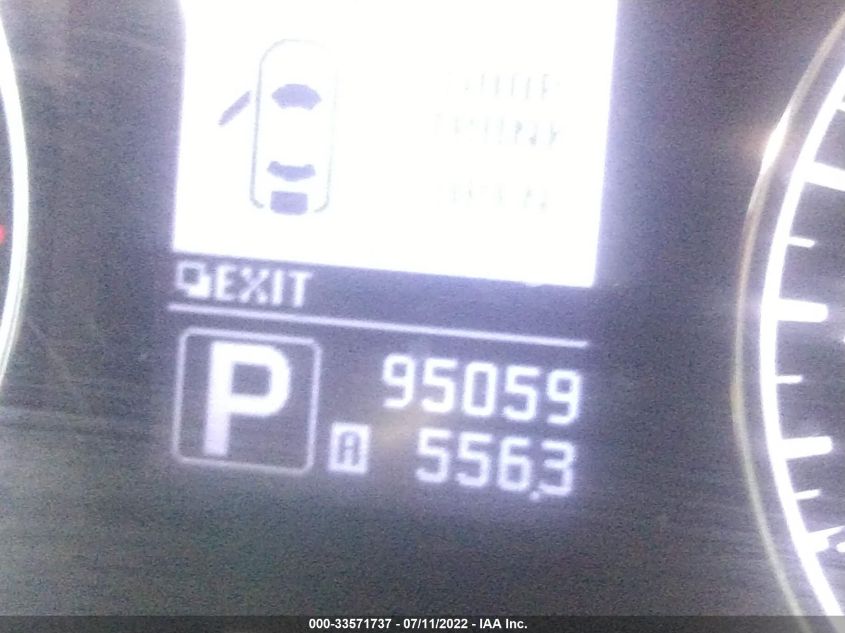 EXIT
P
95059
A
556.3
000-33571737 - 07/11/2022 - IAA Inc.